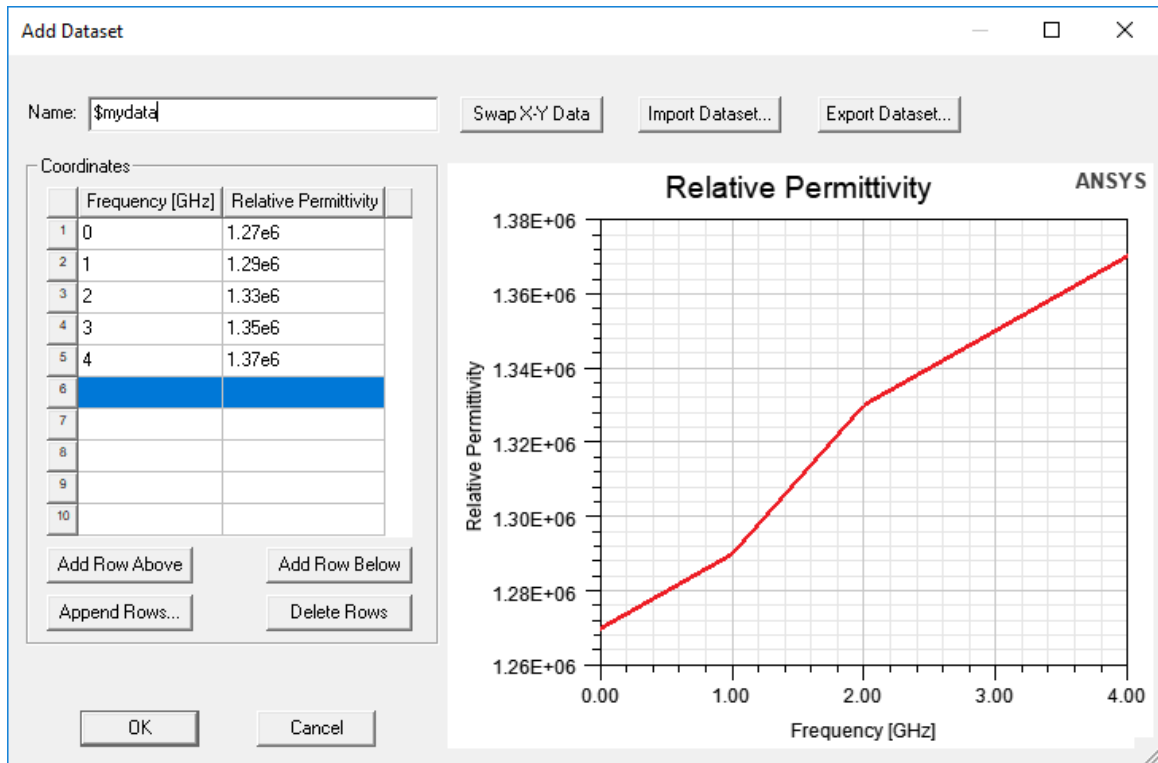 Add Dataset
Name: $mydata
Swap X-Y Data
Import Dataset...
Export Dataset...
Coordinates
Frequency [GHz] Relative Permittivity
1 0 1.27e6
2 1 1.29e6
3 2 1.33e6
4 3 1.35e6
5 4 1.37e6
6
7
8
9
10
Add Row Above
Add Row Below
Append Rows...
Delete Rows
OK
Cancel
Relative Permittivity
ANSYS
1.38E+06
1.36E+06
1.34E+06
1.32E+06
1.30E+06
1.28E+06
1.26E+06
Relative Permittivity
0.00 1.00 2.00 3.00 4.00
Frequency [GHz]